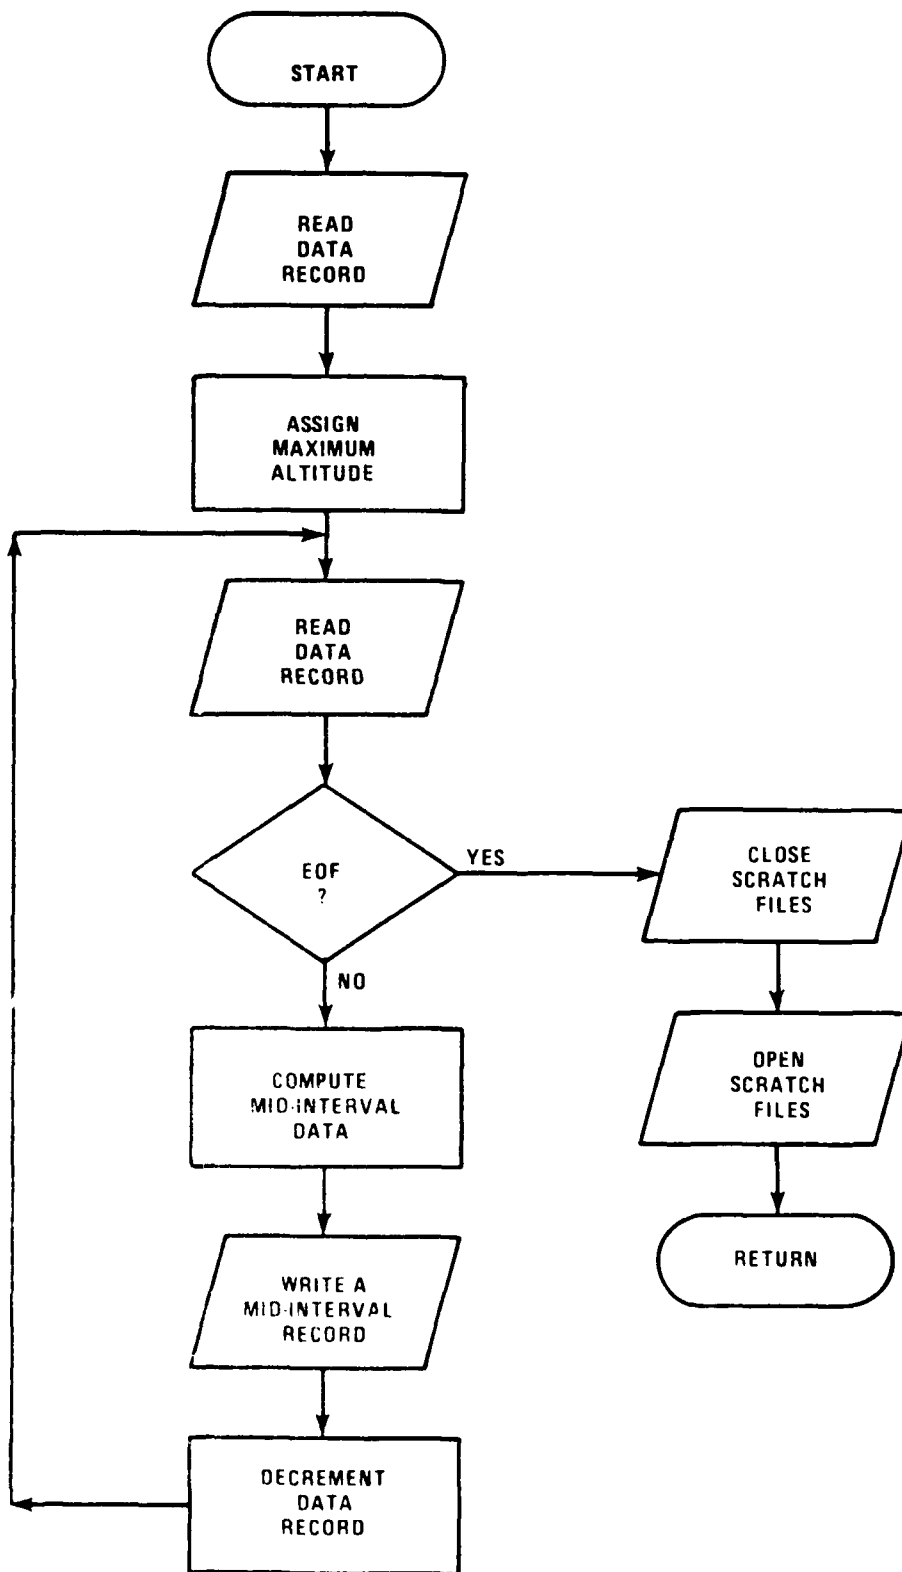 START
READ
DATA
RECORD
ASSIGN
MAXIMUM
ALTITUDE
READ
DATA
RECORD
EOF
?
YES
NO
CLOSE
SCRATCH
FILES
OPEN
SCRATCH
FILES
RETURN
COMPUTE
MID-INTERVAL
DATA
WRITE A
MID-INTERVAL
RECORD
DECREMENT
DATA
RECORD